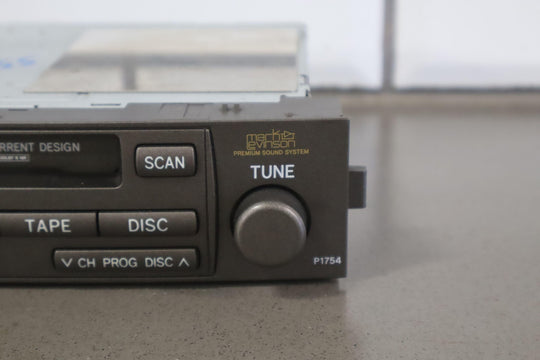 RRENT DESIGN
SCAN
mark
levinson
PREMIUM SOUND SYSTEM
TUNE
TAPE
DISC
CH PROG DISC
P1754